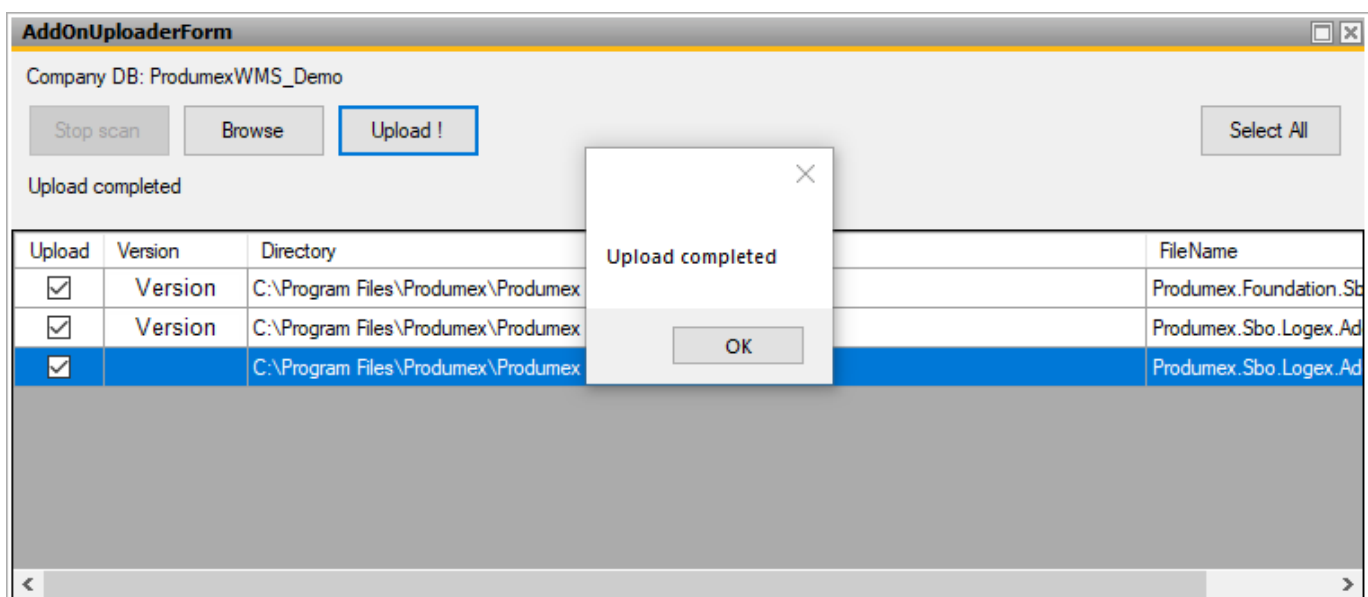 AddOnUploaderForm
Company DB: ProdumexWMS_Demo
Stop scan Browse Upload ! Select All
Upload completed
Upload Version Directory FileName
Version C:\Program Files\Produmex\Produmex Produmex.Foundation.Sb
Version C:\Program Files\Produmex\Produmex Produmex.Sbo.Logex.Ad
C:\Program Files\Produmex\Produmex Produmex.Sbo.Logex.Ad
Upload completed
OK